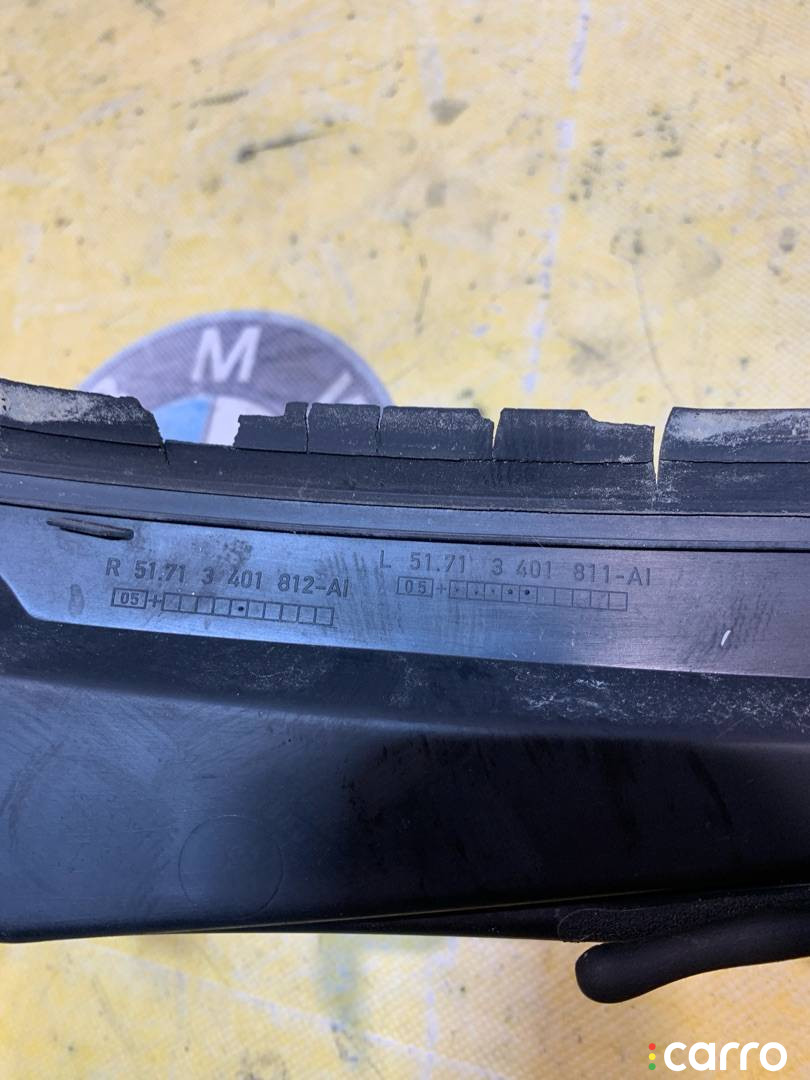 M
R 51.71 3 401 812-AI
05 +
L 51.71 3 401 811-AI
05 +
carro